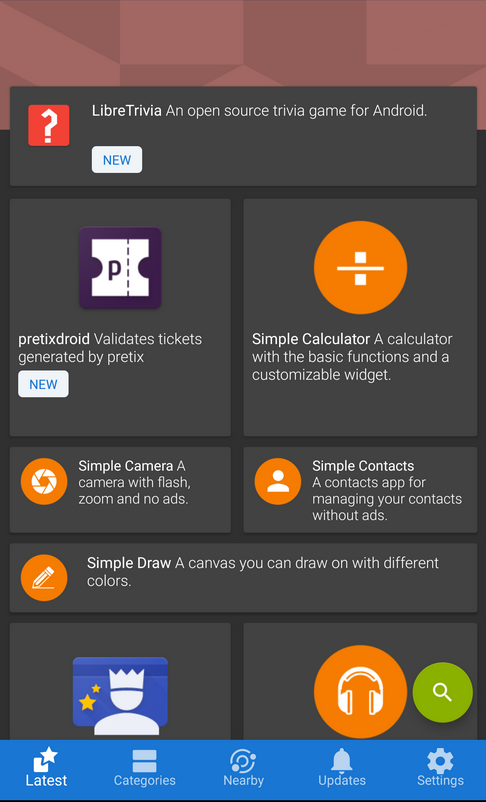 LibreTrivia An open source trivia game for Android.
NEW
P
pretixdroid Validates tickets
generated by pretix
NEW
Simple Calculator A calculator
with the basic functions and a
customizable widget.
Simple Camera A
camera with flash,
zoom and no ads.
Simple Contacts
A contacts app for
managing your contacts
without ads.
Simple Draw A canvas you can draw on with different
colors.
Latest
Categories
Nearby
Updates
Settings